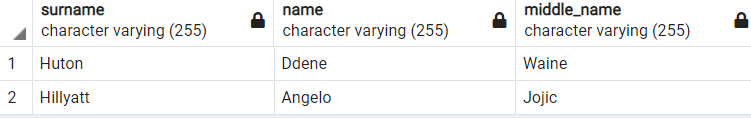 surname name middle_name
character varying (255) character varying (255) character varying (255)
1 Huton Ddene Waine
2 Hillyatt Angelo Jojic